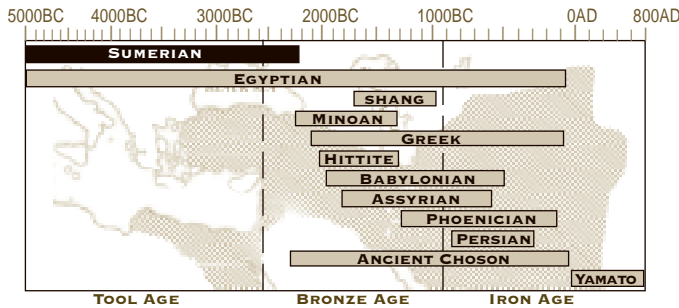 5000BC 4000BC 3000BC 2000BC 1000BC 0AD 800AD
SUMERIAN
EGYPTIAN
SHANG
MINOAN
GREEK
HITTITE
BABYLONIAN
ASSYRIAN
PHOENICIAN
PERSIAN
ANCIENT CHOSON
YAMATO
TOOL AGE BRONZE AGE IRON AGE